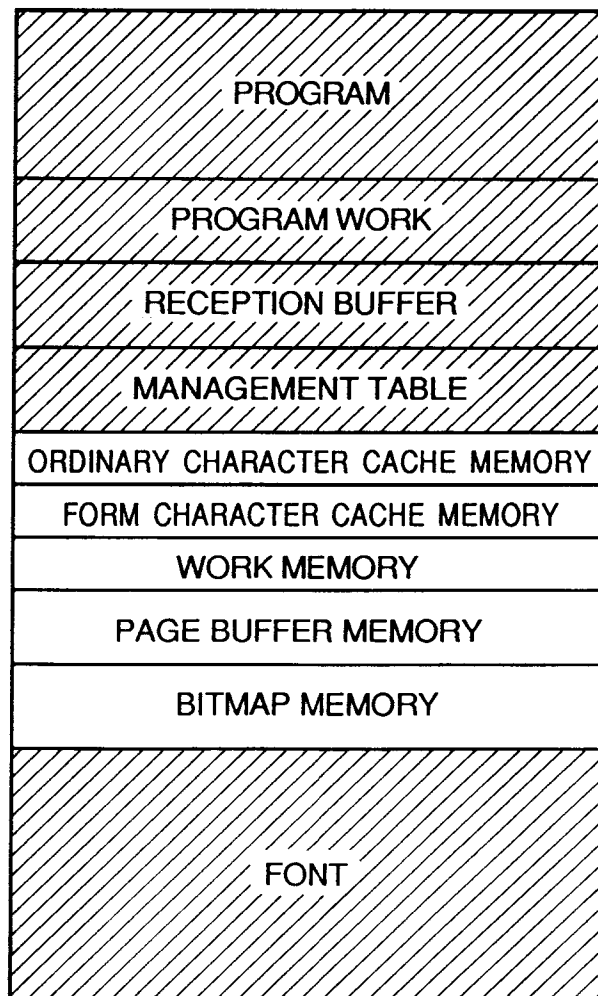 PROGRAM
PROGRAM WORK
RECEPTION BUFFER
MANAGEMENT TABLE
ORDINARY CHARACTER CACHE MEMORY
FORM CHARACTER CACHE MEMORY
WORK MEMORY
PAGE BUFFER MEMORY
BITMAP MEMORY
FONT